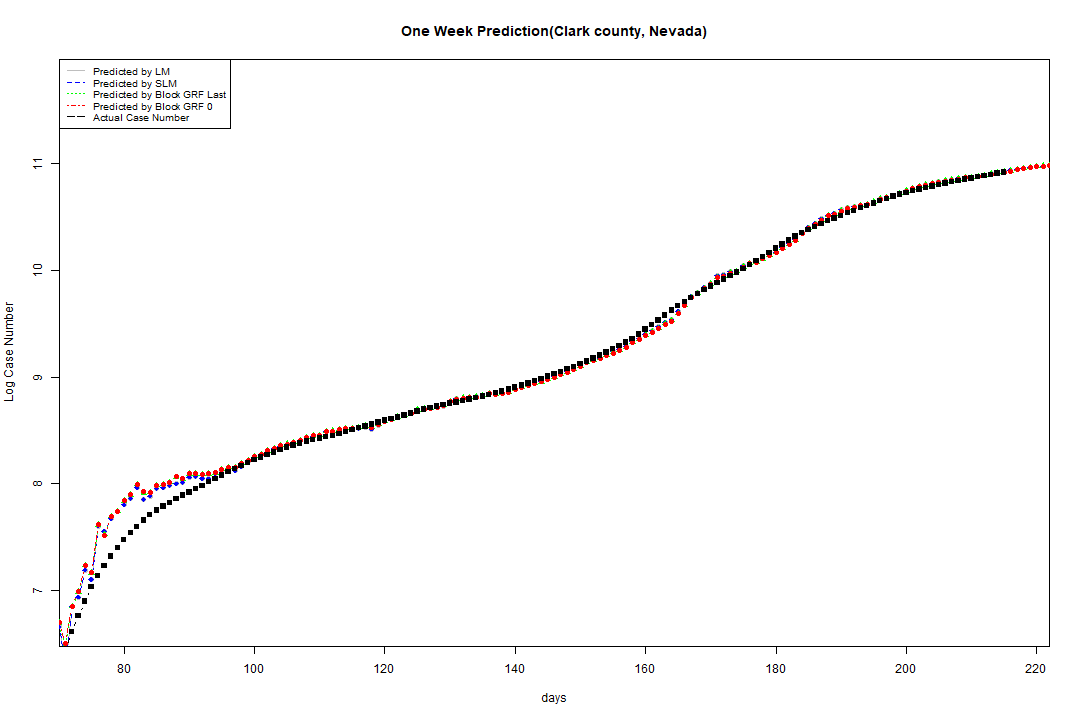 One Week Prediction(Clark county, Nevada)
Predicted by LM
Predicted by SLM
Predicted by Block GRF Last
Predicted by Block GRF 0
Actual Case Number
11
10
9
8
7
Log Case Number
80 100 120 140 160 180 200 220
days